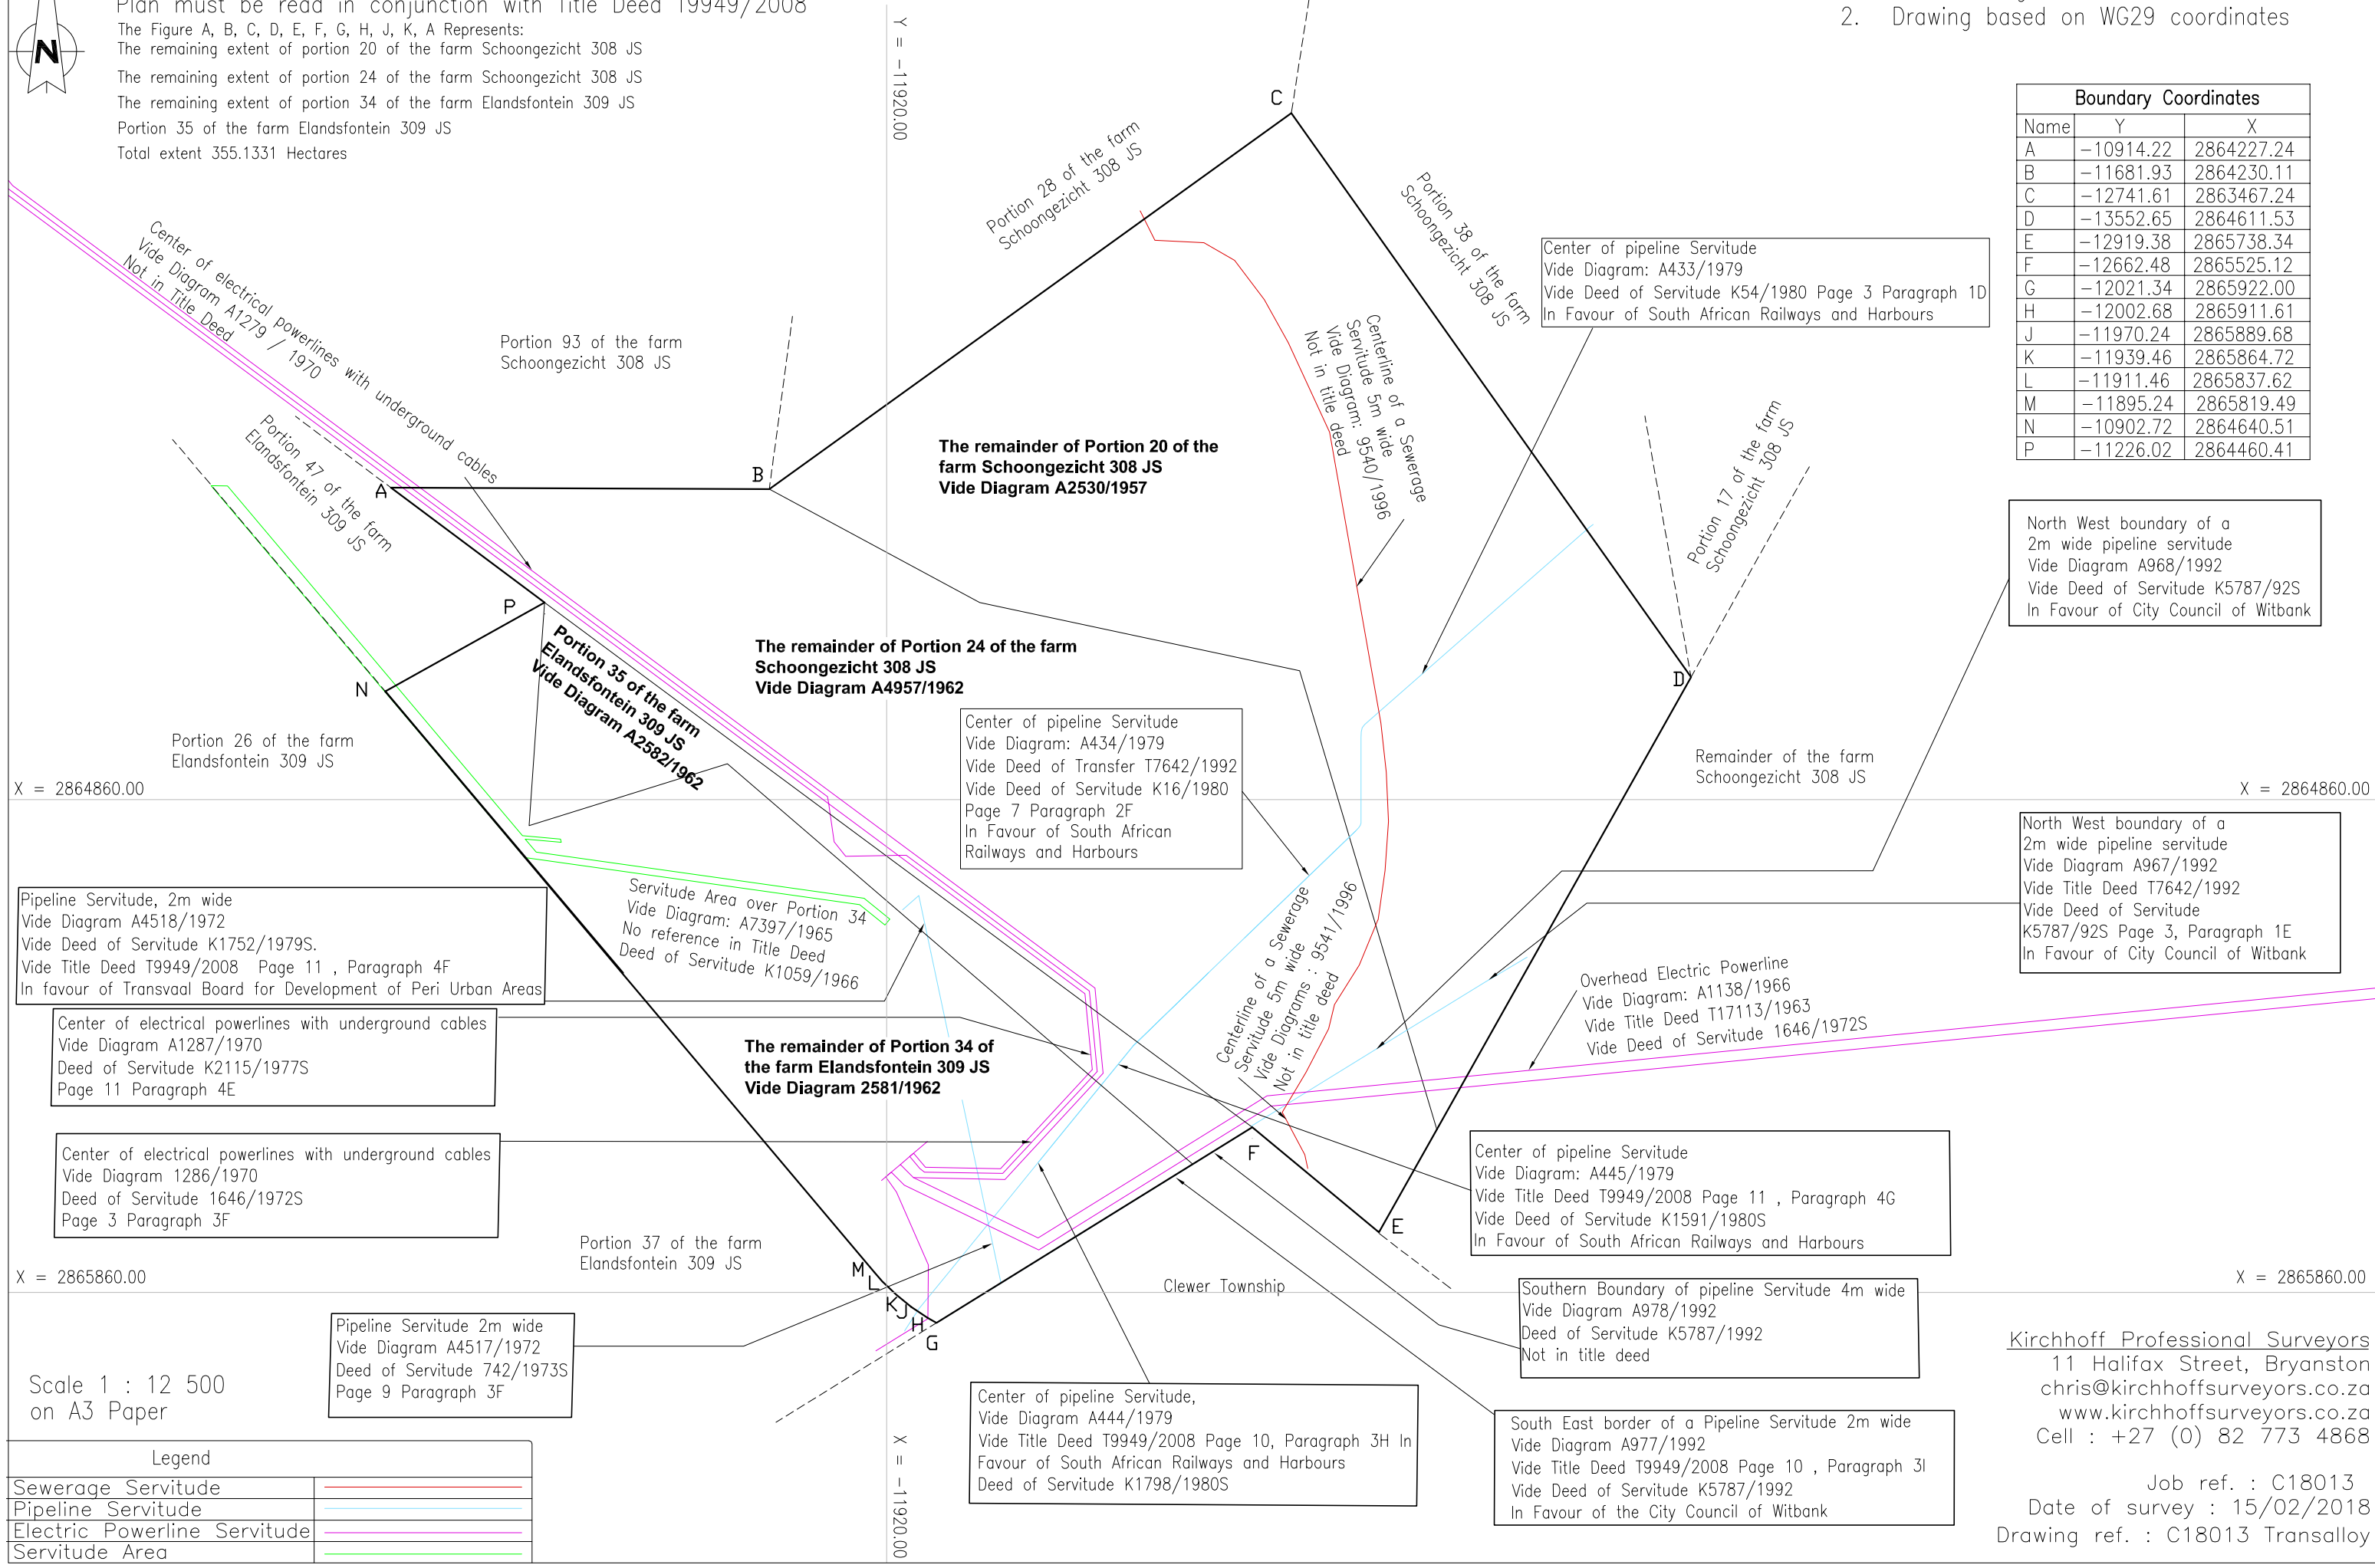 Plan must be read in conjunction with Title Deed T9949/2008
The Figure A, B, C, D, E, F, G, H, J, K, A Represents:
The remaining extent of portion 20 of the farm Schoongezicht 308 JS
The remaining extent of portion 24 of the farm Schoongezicht 308 JS
The remaining extent of portion 34 of the farm Elandsfontein 309 JS
Portion 35 of the farm Elandsfontein 309 JS
Total extent 355.1331 Hectares
N
2. Drawing based on WG29 coordinates
Y = -11920.00
Boundary Coordinates
Name Y X
A -10914.22 2864227.24
B -11681.93 2864230.11
C -12741.61 2863467.24
D -13552.65 2864611.53
E -12919.38 2865738.34
F -12662.48 2865525.12
G -12021.34 2865922.00
H -12002.68 2865911.61
J -11970.24 2865889.68
K -11939.46 2865864.72
L -11911.46 2865837.62
M -11895.24 2865819.49
N -10902.72 2864640.51
P -11226.02 2864460.41
C
Portion 28 of the farm
Schoongezicht 308 JS
Portion 38 of the farm
Schoongezicht 308 JS
Center of electrical powerlines with underground cables
Vide Diagram A1279 / 1970
Not in Title Deed
Portion 93 of the farm
Schoongezicht 308 JS
Center of pipeline Servitude
Vide Diagram: A433/1979
Vide Deed of Servitude K54/1980 Page 3 Paragraph 1D
In Favour of South African Railways and Harbours
Centerline of a Sewerage
Servitude 5m wide
Vide Diagram: 9540/1996
Not in title deed
Portion 47 of the farm
Elandsfontein 309 JS
A
B
The remainder of Portion 20 of the
farm Schoongezicht 308 JS
Vide Diagram A2530/1957
Portion 17 of the farm
Schoongezicht 308 JS
North West boundary of a
2m wide pipeline servitude
Vide Diagram A968/1992
Vide Deed of Servitude K5787/92S
In Favour of City Council of Witbank
P
N
D
Portion 35 of the farm
Elandsfontein 309 JS
Vide Diagram A2582/1962
The remainder of Portion 24 of the farm
Schoongezicht 308 JS
Vide Diagram A4957/1962
Portion 26 of the farm
Elandsfontein 309 JS
Center of pipeline Servitude
Vide Diagram: A434/1979
Vide Deed of Transfer T7642/1992
Vide Deed of Servitude K16/1980
Page 7 Paragraph 2F
In Favour of South African
Railways and Harbours
Remainder of the farm
Schoongezicht 308 JS
X = 2864860.00
X = 2864860.00
North West boundary of a
2m wide pipeline servitude
Vide Diagram A967/1992
Vide Title Deed T7642/1992
Vide Deed of Servitude
K5787/92S Page 3, Paragraph 1E
In Favour of City Council of Witbank
Pipeline Servitude, 2m wide
Vide Diagram A4518/1972
Vide Deed of Servitude K1752/1979S.
Vide Title Deed T9949/2008 Page 11 , Paragraph 4F
In favour of Transvaal Board for Development of Peri Urban Areas
Servitude Area over Portion 34
Vide Diagram: A7397/1965
No reference in Title Deed
Deed of Servitude K1059/1966
Centerline of a Sewerage
Servitude 5m wide
Vide Diagrams : 9541/1996
Not in title deed
Overhead Electric Powerline
Vide Diagram: A1138/1966
Vide Title Deed T17113/1963
Vide Deed of Servitude 1646/1972S
Center of electrical powerlines with underground cables
Vide Diagram A1287/1970
Deed of Servitude K2115/1977S
Page 11 Paragraph 4E
The remainder of Portion 34 of
the farm Elandsfontein 309 JS
Vide Diagram 2581/1962
Center of electrical powerlines with underground cables
Vide Diagram 1286/1970
Deed of Servitude 1646/1972S
Page 3 Paragraph 3F
F
E
Center of pipeline Servitude
Vide Diagram: A445/1979
Vide Title Deed T9949/2008 Page 11 , Paragraph 4G
Vide Deed of Servitude K1591/1980S
In Favour of South African Railways and Harbours
Portion 37 of the farm
Elandsfontein 309 JS
M
L
K
J
H
G
Clewer Township
X = 2865860.00
X = 2865860.00
Southern Boundary of pipeline Servitude 4m wide
Vide Diagram A978/1992
Deed of Servitude K5787/1992
Not in title deed
Pipeline Servitude 2m wide
Vide Diagram A4517/1972
Deed of Servitude 742/1973S
Page 9 Paragraph 3F
Center of pipeline Servitude,
Vide Diagram A444/1979
Vide Title Deed T9949/2008 Page 10, Paragraph 3H In
Favour of South African Railways and Harbours
Deed of Servitude K1798/1980S
South East border of a Pipeline Servitude 2m wide
Vide Diagram A977/1992
Vide Title Deed T9949/2008 Page 10 , Paragraph 3I
Vide Deed of Servitude K5787/1992
In Favour of the City Council of Witbank
X = -11920.00
Scale 1 : 12 500
on A3 Paper
Legend
Sewerage Servitude
Pipeline Servitude
Electric Powerline Servitude
Servitude Area
Kirchhoff Professional Surveyors
11 Halifax Street, Bryanston
chris@kirchhoffsurveyors.co.za
www.kirchhoffsurveyors.co.za
Cell : +27 (0) 82 773 4868
Job ref. : C18013
Date of survey : 15/02/2018
Drawing ref. : C18013 Transalloy